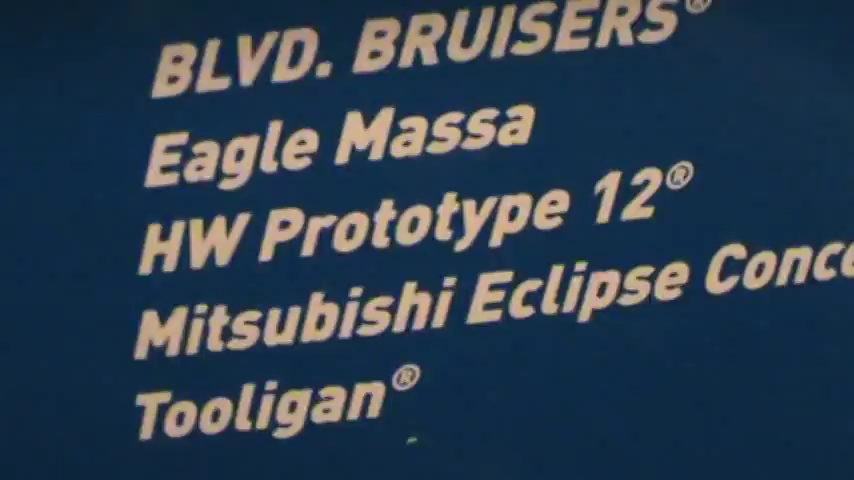 BLVD. BRUISERS®
Eagle Massa
HW Prototype 12®
Mitsubishi Eclipse
Tooligan®